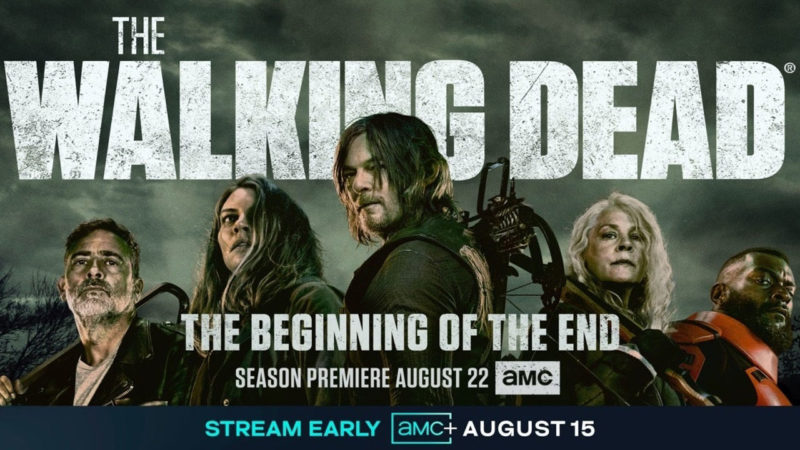 THE
WALKING DEAD®
THE BEGINNING OF THE END
SEASON PREMIERE AUGUST 22 amc
STREAM EARLY amc+ AUGUST 15